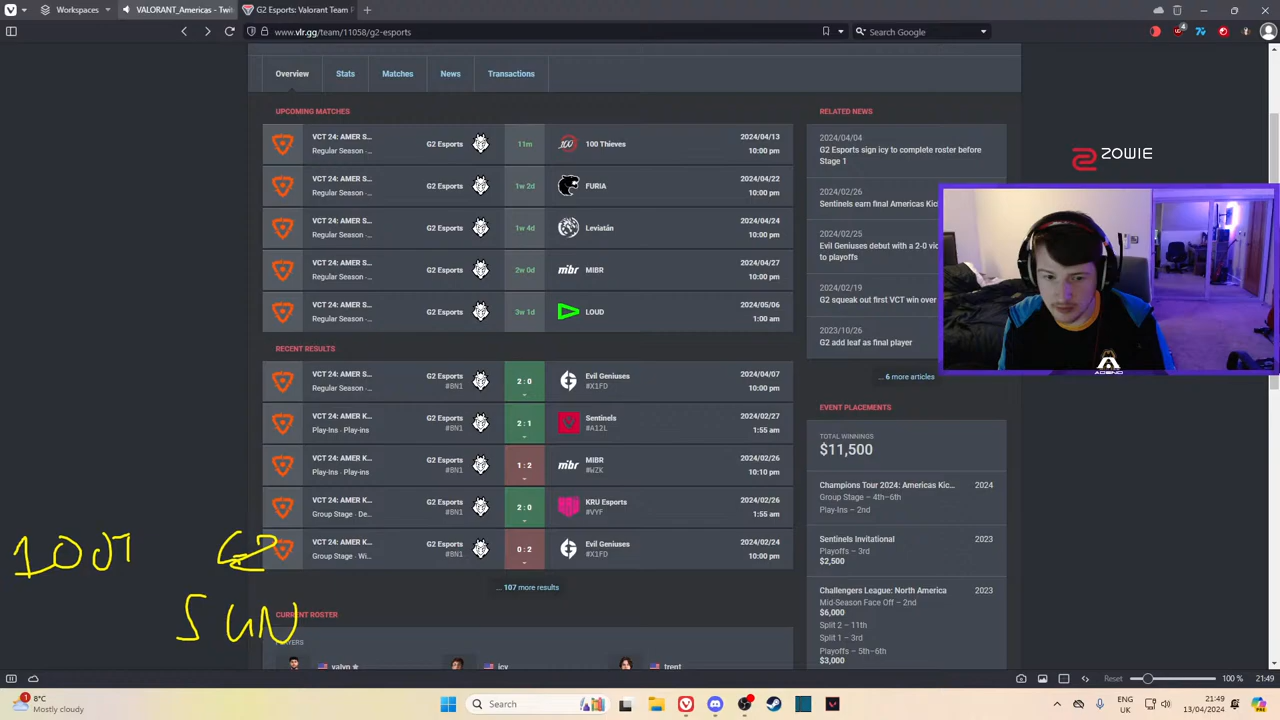 Workspaces VALORANT_Americas - Twit G2 Esports: Valorant Team P
www.vlr.gg/team/11058/g2-esports Search Google
Overview Stats Matches News Transactions
UPCOMING MATCHES
VCT 24: AMER S... G2 Esports 11m 100 Thieves 2024/04/13
Regular Season -... 10:00 pm
VCT 24: AMER S... G2 Esports 1w 2d FURIA 2024/04/22
Regular Season -... 10:00 pm
VCT 24: AMER S... G2 Esports 1w 4d Leviatán 2024/04/24
Regular Season -... 10:00 pm
VCT 24: AMER S... G2 Esports 2w 0d mibr MIBR 2024/04/27
Regular Season -... 10:00 pm
VCT 24: AMER S... G2 Esports 3w 1d LOUD 2024/05/06
Regular Season -... 1:00 am
RECENT RESULTS
VCT 24: AMER S... G2 Esports 2 : 0 Evil Geniuses 2024/04/07
Regular Season -... #BN1 #X1FD 10:00 pm
VCT 24: AMER K... G2 Esports 2 : 1 Sentinels 2024/02/27
Play-Ins - Play-ins #BN1 #A12L 1:55 am
VCT 24: AMER K... G2 Esports 1 : 2 mibr MIBR 2024/02/26
Play-Ins - Play-ins #BN1 #WZK 10:10 pm
VCT 24: AMER K... G2 Esports 2 : 0 KRU Esports 2024/02/26
Group Stage - De... #BN1 #VYF 1:55 am
VCT 24: AMER K... G2 Esports 0 : 2 Evil Geniuses 2024/02/24
Group Stage - Wi... #BN1 #X1FD 10:00 pm
... 107 more results
CURRENT ROSTER
PLAYERS
valyn icy trent
RELATED NEWS
2024/04/04
G2 Esports sign icy to complete roster before
Stage 1
2024/02/26
Sentinels earn final Americas Kic
2024/02/25
Evil Geniuses debut with a 2-0 vic
to playoffs
2024/02/19
G2 squeak out first VCT win over
2023/10/26
G2 add leaf as final player
... 6 more articles
EVENT PLACEMENTS
TOTAL WINNINGS
$11,500
Champions Tour 2024: Americas Kic... 2024
Group Stage – 4th–6th
Play-Ins – 2nd
Sentinels Invitational 2023
Playoffs – 3rd
$2,500
Challengers League: North America 2023
Mid-Season Face Off – 2nd
$6,000
Split 2 – 11th
Split 1 – 3rd
Playoffs – 5th–6th
$3,000
ZOWIE
100T G2
SUN
Reset 100 % 21:49
1 8°C
Mostly cloudy
Search
ENG 21:49
UK 13/04/2024